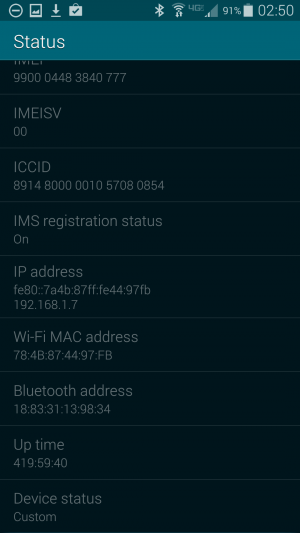 4G
91%
02:50
Status
IMEI
9900 0448 3840 777
IMEISV
00
ICCID
8914 8000 0010 5708 0854
IMS registration status
On
IP address
fe80::7a4b:87ff:fe44:97fb
192.168.1.7
Wi-Fi MAC address
78:4B:87:44:97:FB
Bluetooth address
18:83:31:13:98:34
Up time
419:59:40
Device status
Custom